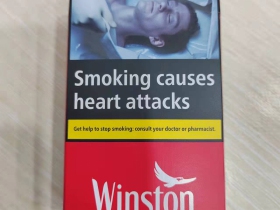 Smoking causes
heart attacks
Get help to stop smoking: consult your doctor or pharmacist.
Winston